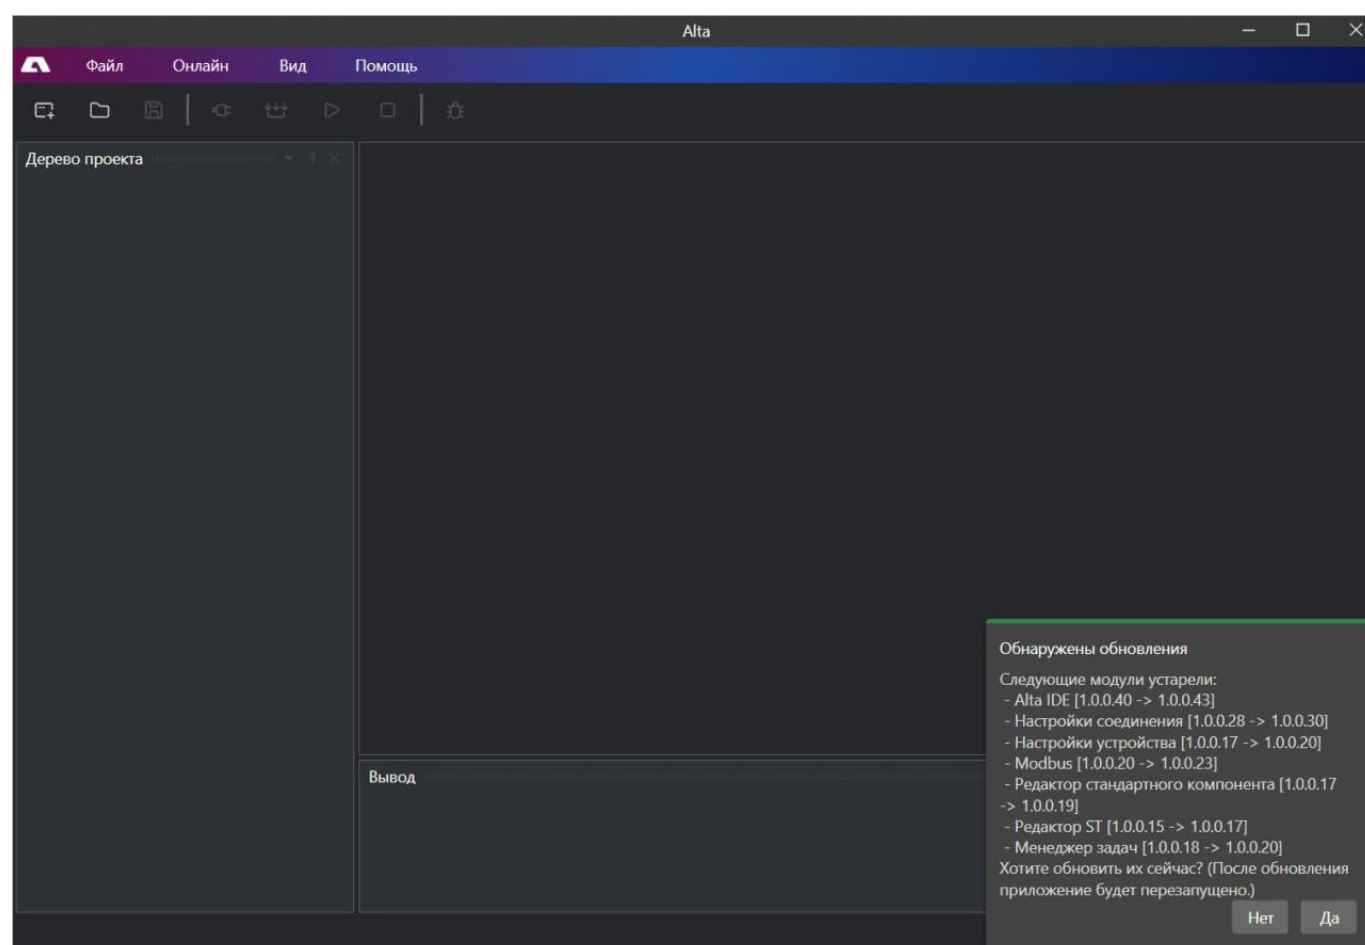 Alta
Файл Онлайн Вид Помощь
Дерево проекта
Вывод
Обнаружены обновления
Следующие модули устарели:
- Alta IDE [1.0.0.40 -> 1.0.0.43]
- Настройки соединения [1.0.0.28 -> 1.0.0.30]
- Настройки устройства [1.0.0.17 -> 1.0.0.20]
- Modbus [1.0.0.20 -> 1.0.0.23]
- Редактор стандартного компонента [1.0.0.17
-> 1.0.0.19]
- Редактор ST [1.0.0.15 -> 1.0.0.17]
- Менеджер задач [1.0.0.18 -> 1.0.0.20]
Хотите обновить их сейчас? (После обновления
приложение будет перезапущено.)
Нет Да